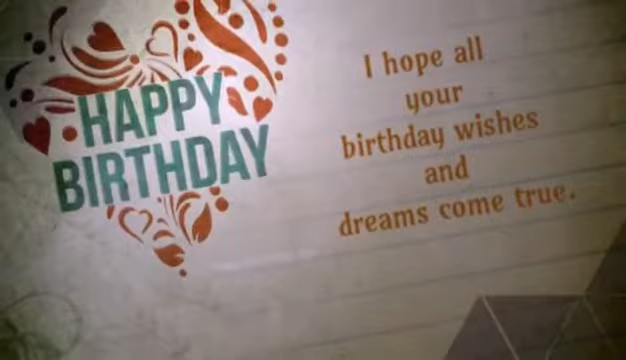 HAPPY
BIRTHDAY
I hope all
your
birthday wishes
and
dreams come true.